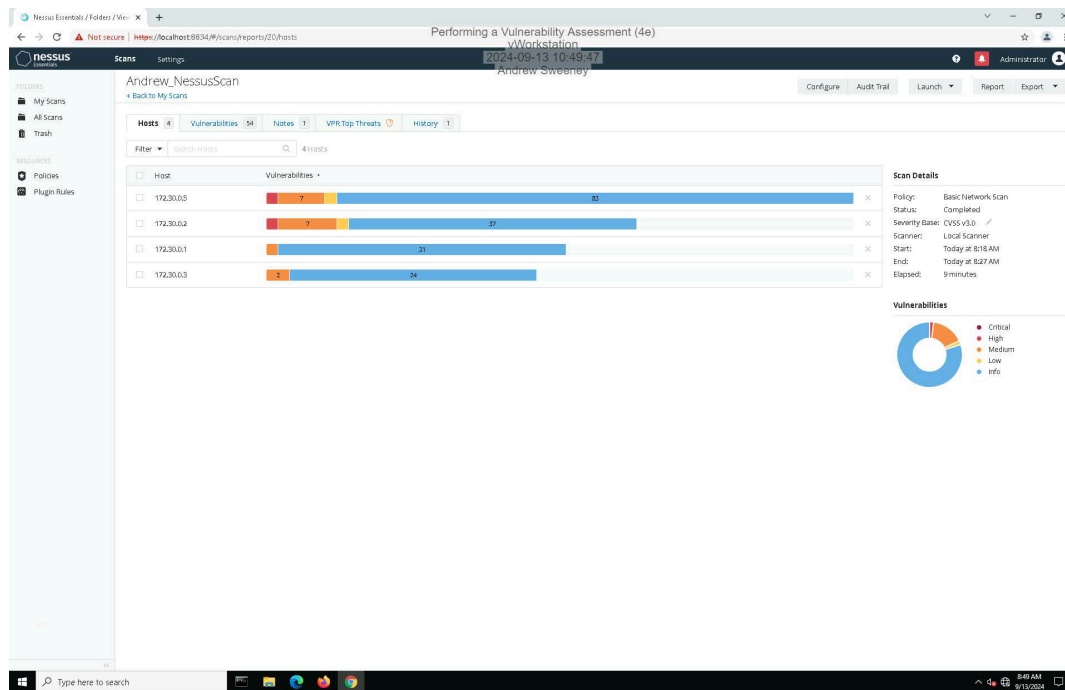 Nessus Essentials / Folders / View
Performing a Vulnerability Assessment (4e)
vWorkstation
2024-09-13 10:49:47
Andrew Sweeney
Not secure | https://localhost:8834/#/scans/reports/20/hosts
nessus
Essentials
Scans
Settings
Administrator
FOLDERS
My Scans
All Scans
Trash
RESOURCES
Policies
Plugin Rules
Andrew_NessusScan
< Back to My Scans
Configure
Audit Trail
Launch
Report
Export
Hosts 4
Vulnerabilities 54
Notes 1
VPR Top Threats
History 1
Filter
Search Hosts
4 Hosts
Host
Vulnerabilities
172.30.0.5
7
83
172.30.0.2
7
37
172.30.0.1
31
172.30.0.3
2
24
Scan Details
Policy: Basic Network Scan
Status: Completed
Severity Base: CVSS v3.0
Scanner: Local Scanner
Start: Today at 8:18 AM
End: Today at 8:27 AM
Elapsed: 9 minutes
Vulnerabilities
Critical
High
Medium
Low
Info
Type here to search
8:49 AM
9/13/2024